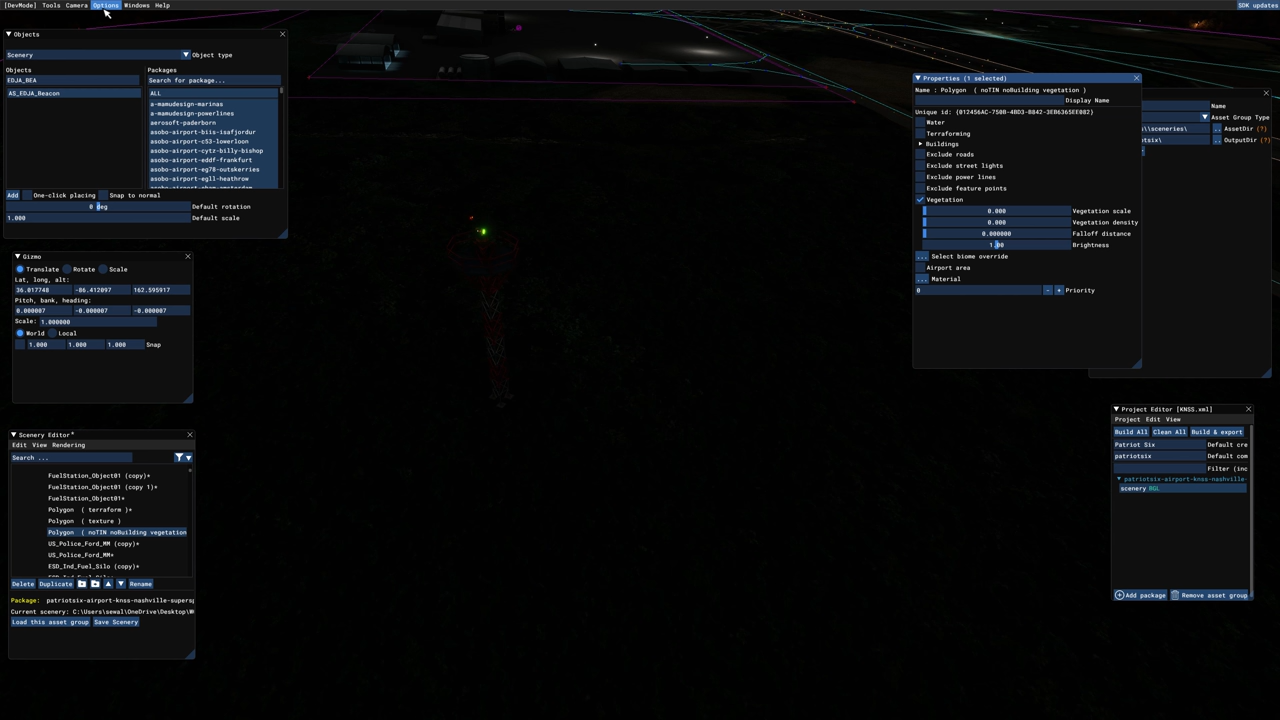 [DevMode] Tools Camera Options Windows Help SDK updates
Objects
Scenery Object type
Objects Packages
EDJA_BEA Search for package...
AS_EDJA_Beacon ALL
a-mamudesign-marinas
a-mamudesign-powerlines
aerosoft-paderborn
asobo-airport-biis-isafjordur
asobo-airport-c53-lowerloon
asobo-airport-cytz-billy-bishop
asobo-airport-eddf-frankfurt
asobo-airport-eg78-outskerries
asobo-airport-egll-heathrow
Add One-click placing Snap to normal
0 deg Default rotation
1.000 Default scale
Gizmo
Translate Rotate Scale
Lat, long, alt:
36.017748 -86.412097 162.595917
Pitch, bank, heading:
0.000007 -0.000007 -0.000007
Scale: 1.000000
World Local
1.000 1.000 1.000 Snap
Scenery Editor*
Edit View Rendering
Search ...
FuelStation_Object01 (copy)*
FuelStation_Object01 (copy 1)*
FuelStation_Object01*
Polygon ( terraform )*
Polygon ( texture )
Polygon ( noTIN noBuilding vegetation
US_Police_Ford_MM (copy)*
US_Police_Ford_MM*
ESD_Ind_Fuel_Silo (copy)*
Delete Duplicate Rename
Package: patriotsix-airport-knss-nashville-supersp
Current scenery: C:\Users\sewal\OneDrive\Desktop\W
Load this asset group Save Scenery
Properties (1 selected)
Name : Polygon ( noTIN noBuilding vegetation )
Display Name
Unique id: {012456AC-750B-4BD3-8842-3EB6365EE082}
Water
Terraforming
Buildings
Exclude roads
Exclude street lights
Exclude power lines
Exclude feature points
Vegetation
0.000 Vegetation scale
0.000 Vegetation density
0.000000 Falloff distance
1.00 Brightness
... Select biome override
Airport area
... Material
0 - + Priority
Name
Asset Group Type
\\sceneries\ .. AssetDir (?)
tsix\ .. OutputDir (?)
Project Editor [KNSS.xml]
Project Edit View
Build All Clean All Build & export
Patriot Six Default cre
patriotsix Default com
Filter (inc
patriotsix-airport-knss-nashville-
scenery BGL
Add package Remove asset group